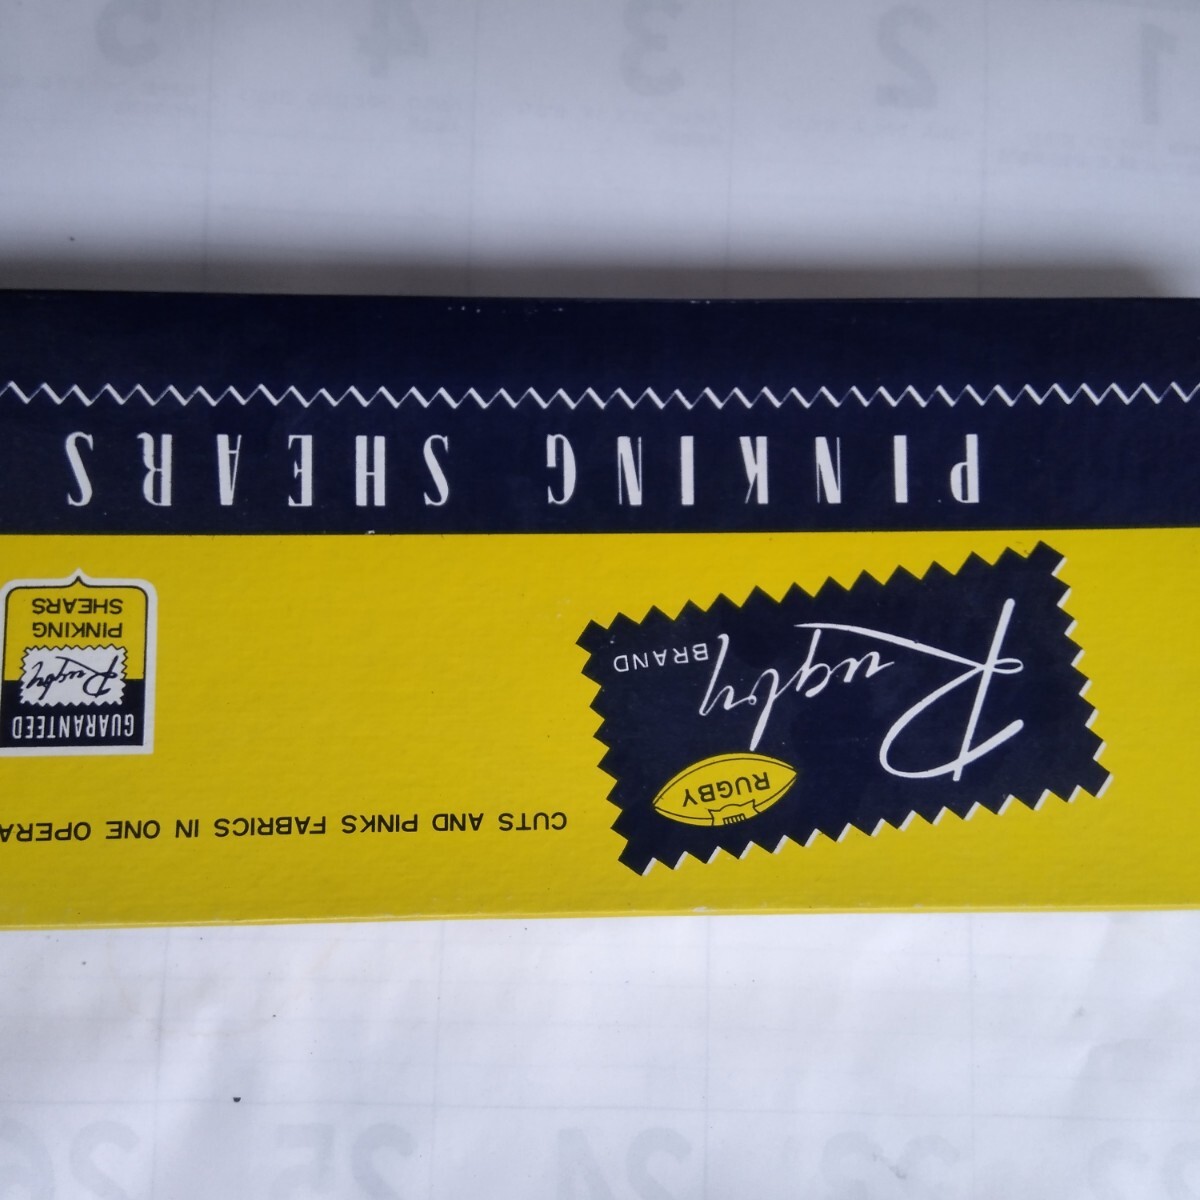 CUTS AND PINKS FABRICS IN ONE OPERA
RUGBY
Rugby
BRAND
GUARANTEED
Rugby
PINKING
SHEARS
PINKING SHEARS